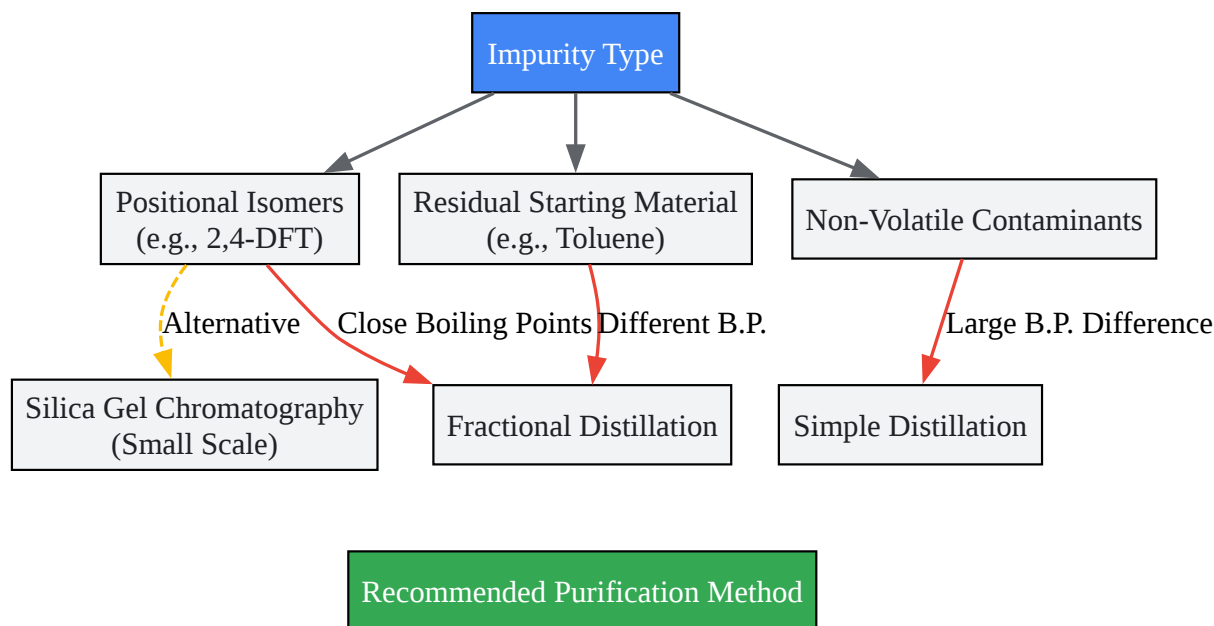 Impurity Type
Positional Isomers
(e.g., 2,4-DFT)
Residual Starting Material
(e.g., Toluene)
Non-Volatile Contaminants
Alternative
Close Boiling Points
Different B.P.
Large B.P. Difference
Silica Gel Chromatography
(Small Scale)
Fractional Distillation
Simple Distillation
Recommended Purification Method